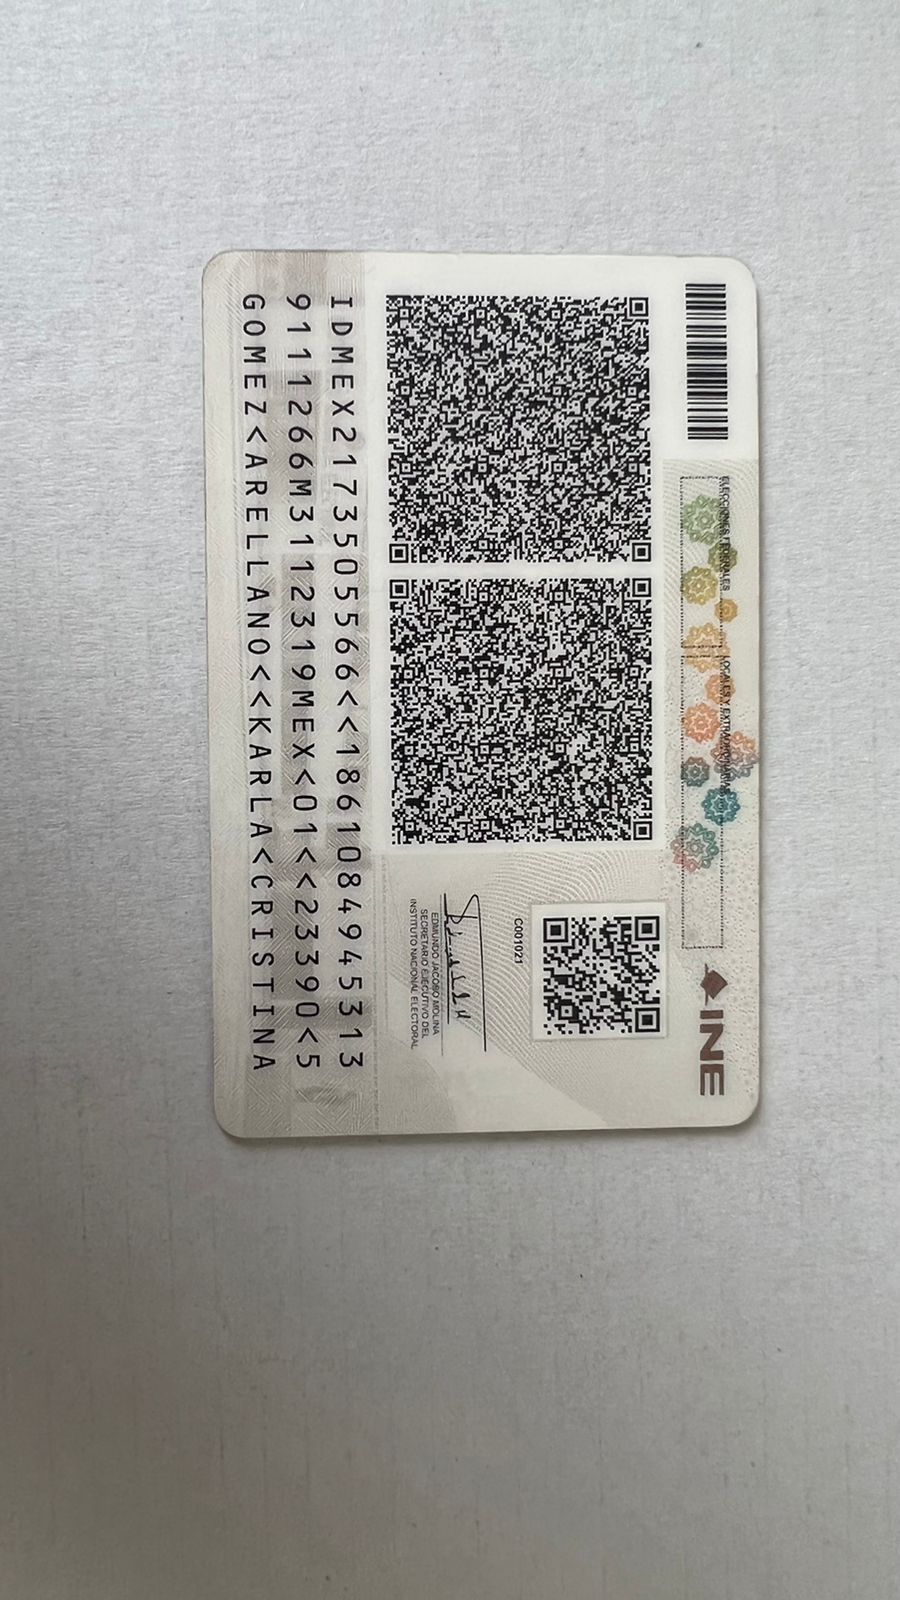 ELECCIONES FEDERALES
LOCALES Y EXTRAORDINARIAS
INE
C001021
EDMUNDO JACOBO MOLINA
SECRETARIO EJECUTIVO DEL
INSTITUTO NACIONAL ELECTORAL
IDMEX2173505566<<1861084945313
9111266M3112319MEX<01<<23390<5
GOMEZ<ARELLANO<<KARLA<CRISTINA